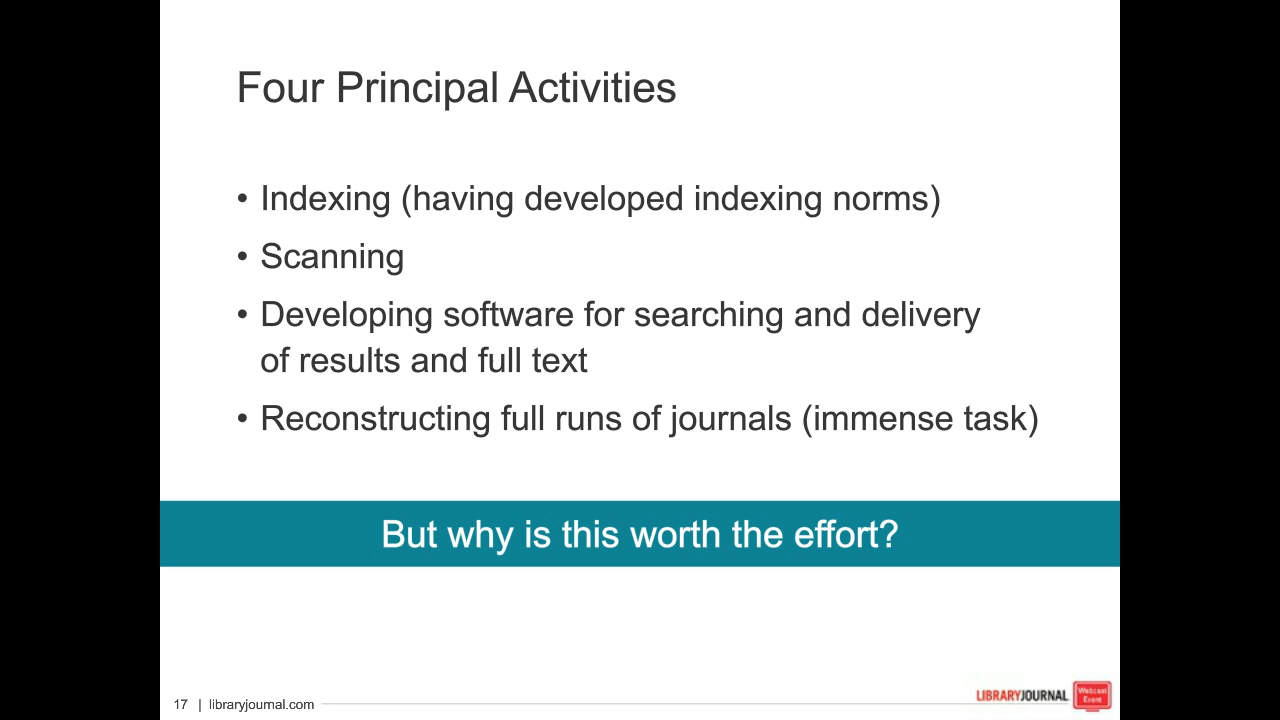 Four Principal Activities
• Indexing (having developed indexing norms)
• Scanning
• Developing software for searching and delivery
of results and full text
• Reconstructing full runs of journals (immense task)
But why is this worth the effort?
17 | libraryjournal.com
LIBRARYJOURNAL
Webcast
Event